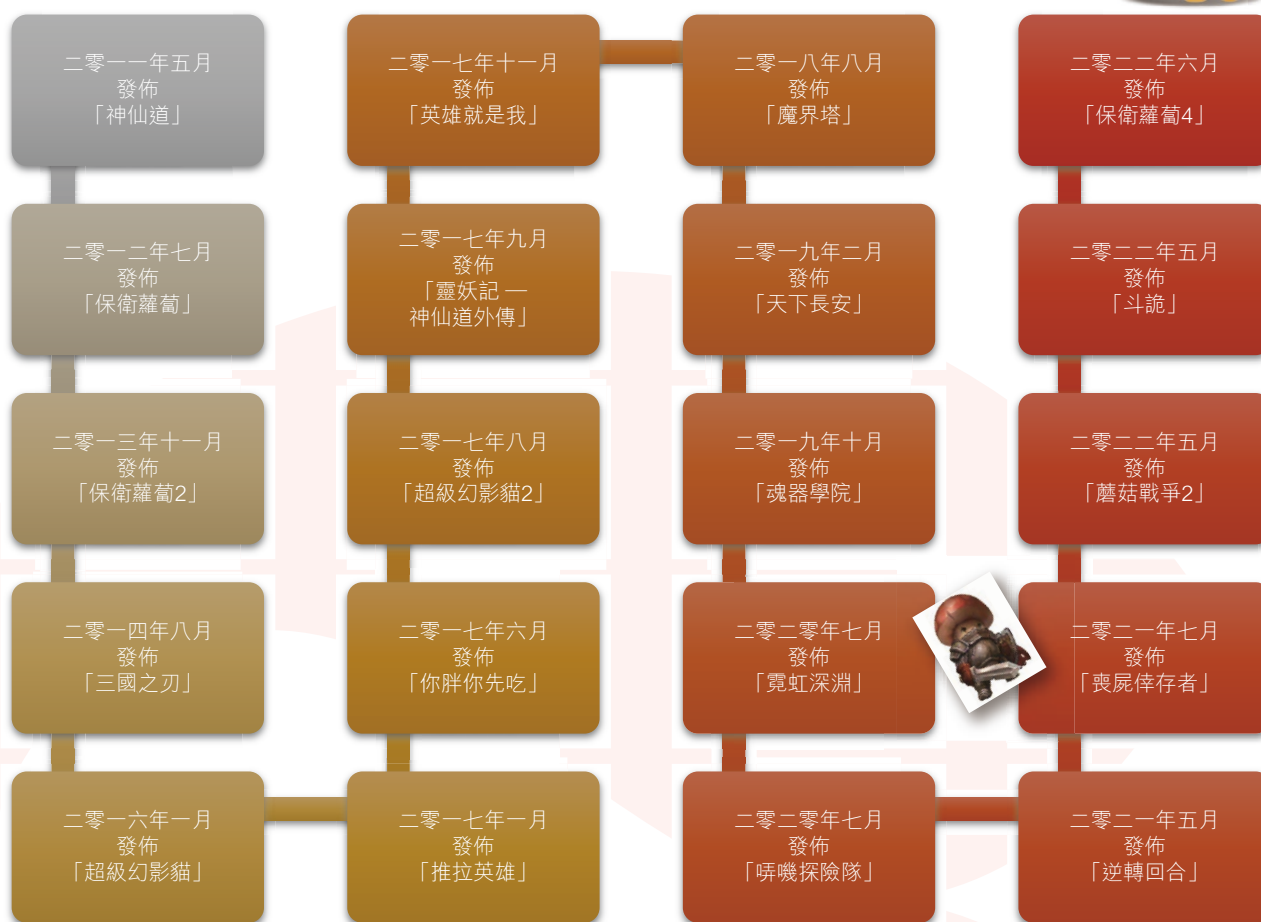 二零一一年五月
發佈
「神仙道」
二零一二年七月
發佈
「保衛蘿蔔」
二零一三年十一月
發佈
「保衛蘿蔔2」
二零一四年八月
發佈
「三國之刃」
二零一六年一月
發佈
「超級幻影貓」
二零一七年一月
發佈
「推拉英雄」
二零一七年六月
發佈
「你胖你先吃」
二零一七年八月
發佈
「超級幻影貓2」
二零一七年九月
發佈
「靈妖記 —
神仙道外傳」
二零一七年十一月
發佈
「英雄就是我」
二零一八年八月
發佈
「魔界塔」
二零一九年二月
發佈
「天下長安」
二零一九年十月
發佈
「魂器學院」
二零二零年七月
發佈
「霓虹深淵」
二零二零年七月
發佈
「哢嘰探險隊」
二零二一年五月
發佈
「逆轉回合」
二零二一年七月
發佈
「喪屍倖存者」
二零二二年五月
發佈
「蘑菇戰爭2」
二零二二年五月
發佈
「斗詭」
二零二二年六月
發佈
「保衛蘿蔔4」